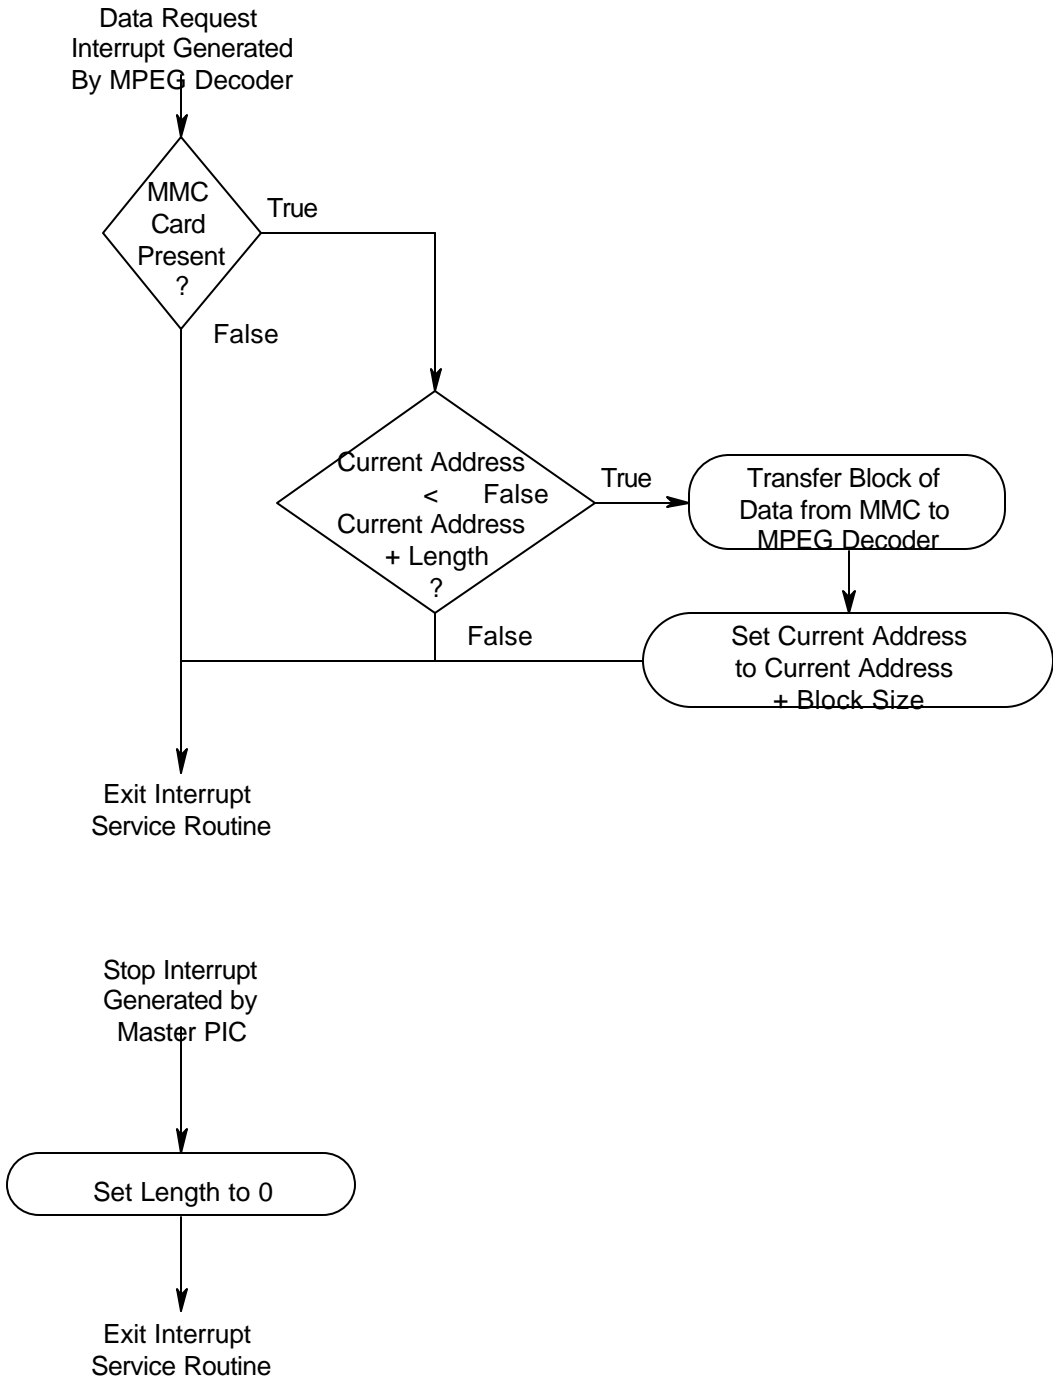 Data Request
Interrupt Generated
By MPEG Decoder
MMC
Card
Present
?
True
False
Current Address
< False
Current Address
+ Length
?
True
Transfer Block of
Data from MMC to
MPEG Decoder
False
Set Current Address
to Current Address
+ Block Size
Exit Interrupt
Service Routine
Stop Interrupt
Generated by
Master PIC
Set Length to 0
Exit Interrupt
Service Routine